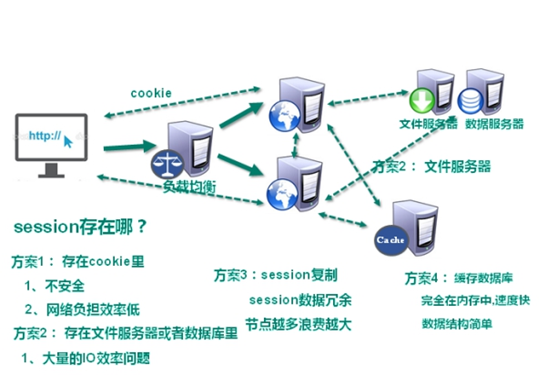 cookie
http://
负载均衡
文件服务器 数据服务器
方案2： 文件服务器
Cache
session存在哪？
方案1： 存在cookie里
1、不安全
2、网络负担效率低
方案2： 存在文件服务器或者数据库里
1、大量的IO效率问题
方案3：session复制
session数据冗余
节点越多浪费越大
方案4： 缓存数据库
完全在内存中,速度快
数据结构简单